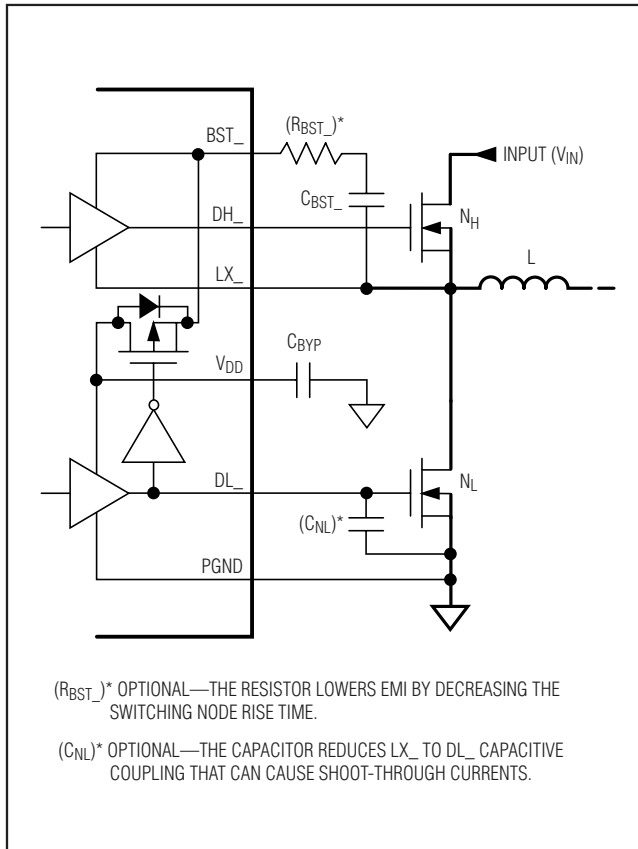 BST_
(RBST_)*
INPUT (VIN)
CBST_
DH_
NH
LX_
L
CBYP
VDD
DL_
NL
(CNL)*
PGND
(RBST_)* OPTIONAL—THE RESISTOR LOWERS EMI BY DECREASING THE
SWITCHING NODE RISE TIME.
(CNL)* OPTIONAL—THE CAPACITOR REDUCES LX_ TO DL_ CAPACITIVE
COUPLING THAT CAN CAUSE SHOOT-THROUGH CURRENTS.